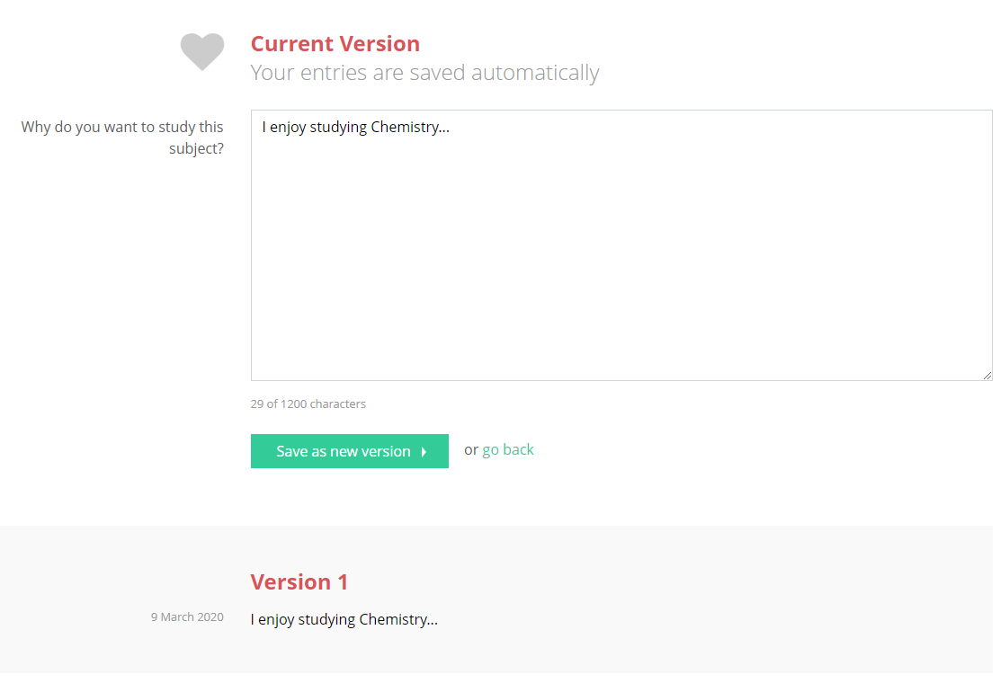 Current Version
Your entries are saved automatically
Why do you want to study this
subject?
I enjoy studying Chemistry...
29 of 1200 characters
Save as new version
or go back
Version 1
9 March 2020
I enjoy studying Chemistry...